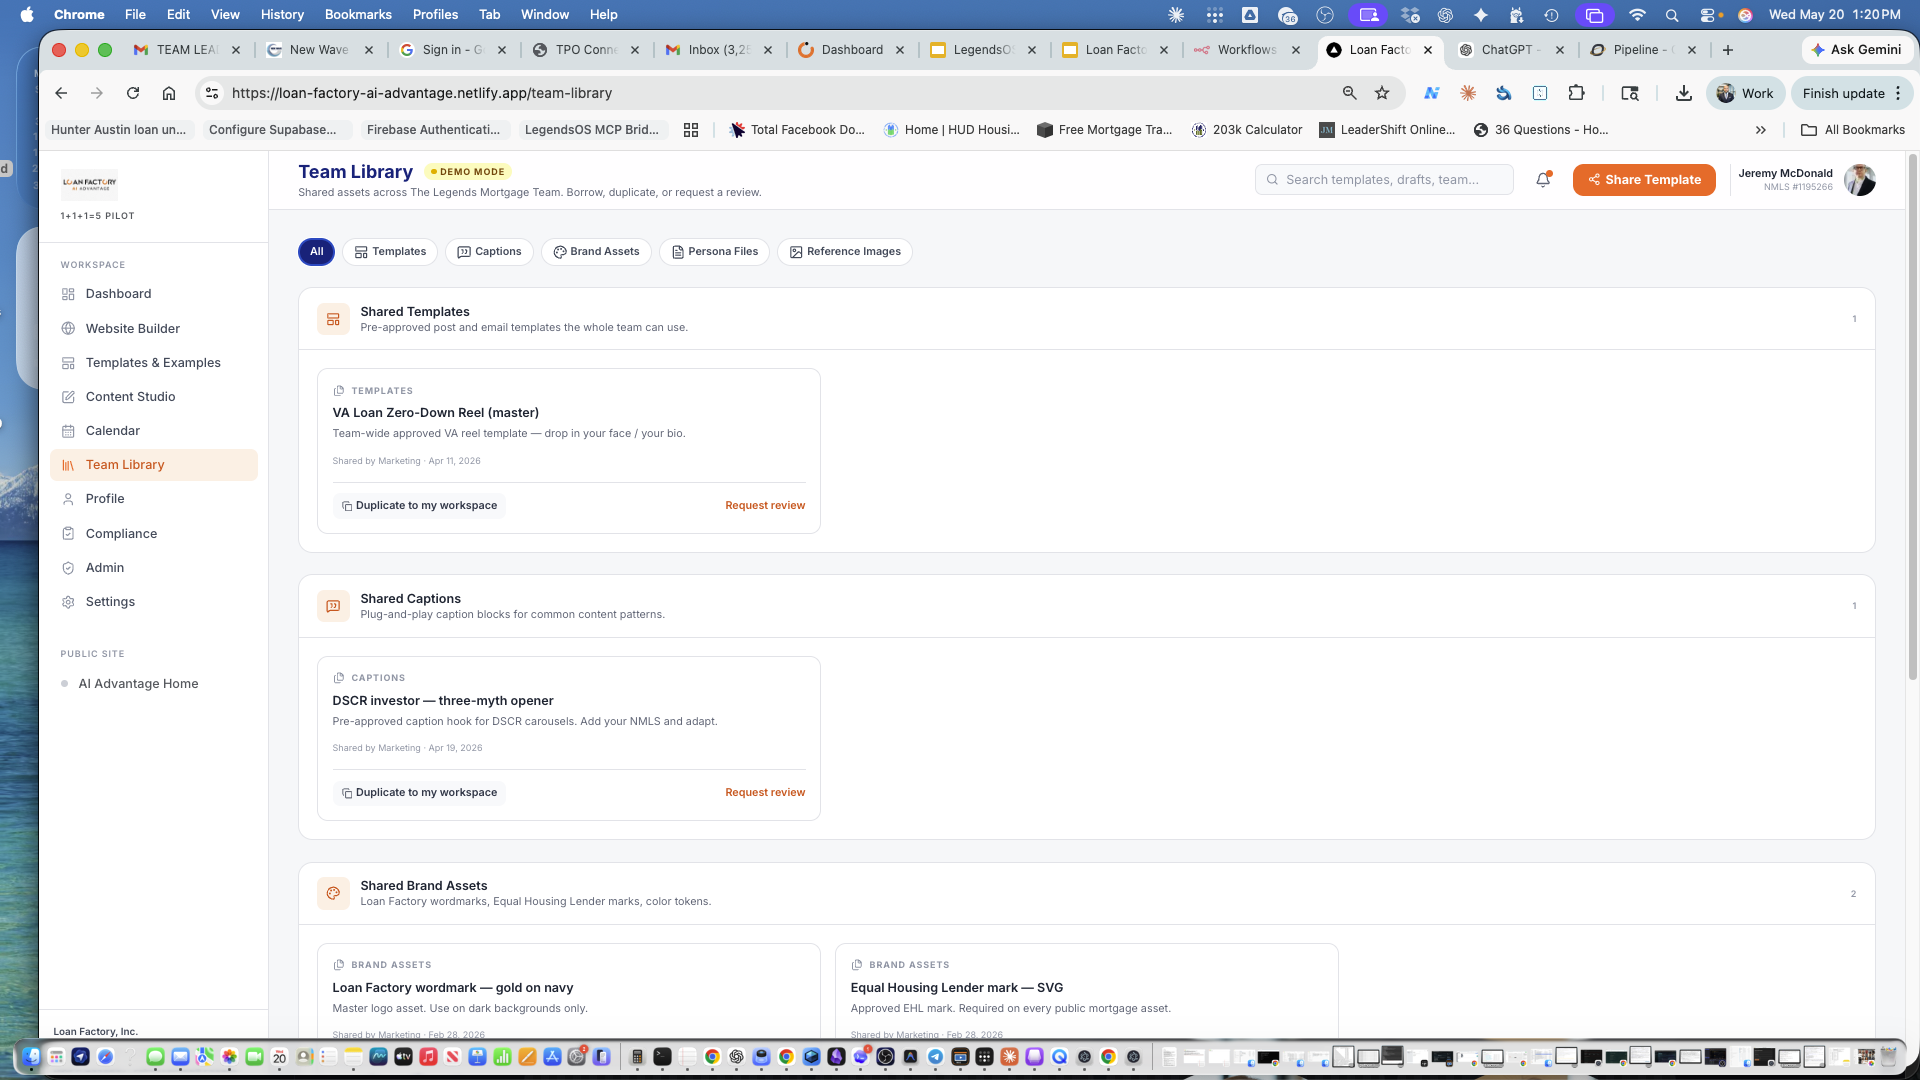 Chrome File Edit View History Bookmarks Profiles Tab Window Help
36
Wed May 20 1:20 PM
TEAM LEA
New Wave
Sign in - G
TPO Conne
Inbox (3,2
Dashboard
LegendsOS
Loan Facto
Workflows
Loan Facto
ChatGPT -
Pipeline -
Ask Gemini
https://loan-factory-ai-advantage.netlify.app/team-library
Work
Finish update
Hunter Austin loan un...
Configure Supabase...
Firebase Authenticati...
LegendsOS MCP Brid...
Total Facebook Do...
Home | HUD Housi...
Free Mortgage Tra...
203k Calculator
JM
LeaderShift Online...
36 Questions - Ho...
All Bookmarks
LOAN FACTORY
AI ADVANTAGE
1+1+1=5 PILOT
WORKSPACE
Dashboard
Website Builder
Templates & Examples
Content Studio
Calendar
Team Library
Profile
Compliance
Admin
Settings
PUBLIC SITE
AI Advantage Home
Loan Factory, Inc.
Team Library
DEMO MODE
Shared assets across The Legends Mortgage Team. Borrow, duplicate, or request a review.
Search templates, drafts, team...
Share Template
Jeremy McDonald
NMLS #1195266
All
Templates
Captions
Brand Assets
Persona Files
Reference Images
Shared Templates
Pre-approved post and email templates the whole team can use.
1
TEMPLATES
VA Loan Zero-Down Reel (master)
Team-wide approved VA reel template — drop in your face / your bio.
Shared by Marketing · Apr 11, 2026
Duplicate to my workspace
Request review
Shared Captions
Plug-and-play caption blocks for common content patterns.
1
CAPTIONS
DSCR investor — three-myth opener
Pre-approved caption hook for DSCR carousels. Add your NMLS and adapt.
Shared by Marketing · Apr 19, 2026
Duplicate to my workspace
Request review
Shared Brand Assets
Loan Factory wordmarks, Equal Housing Lender marks, color tokens.
2
BRAND ASSETS
Loan Factory wordmark — gold on navy
Master logo asset. Use on dark backgrounds only.
Shared by Marketing · Feb 28, 2026
BRAND ASSETS
Equal Housing Lender mark — SVG
Approved EHL mark. Required on every public mortgage asset.
Shared by Marketing · Feb 28, 2026
20
tv